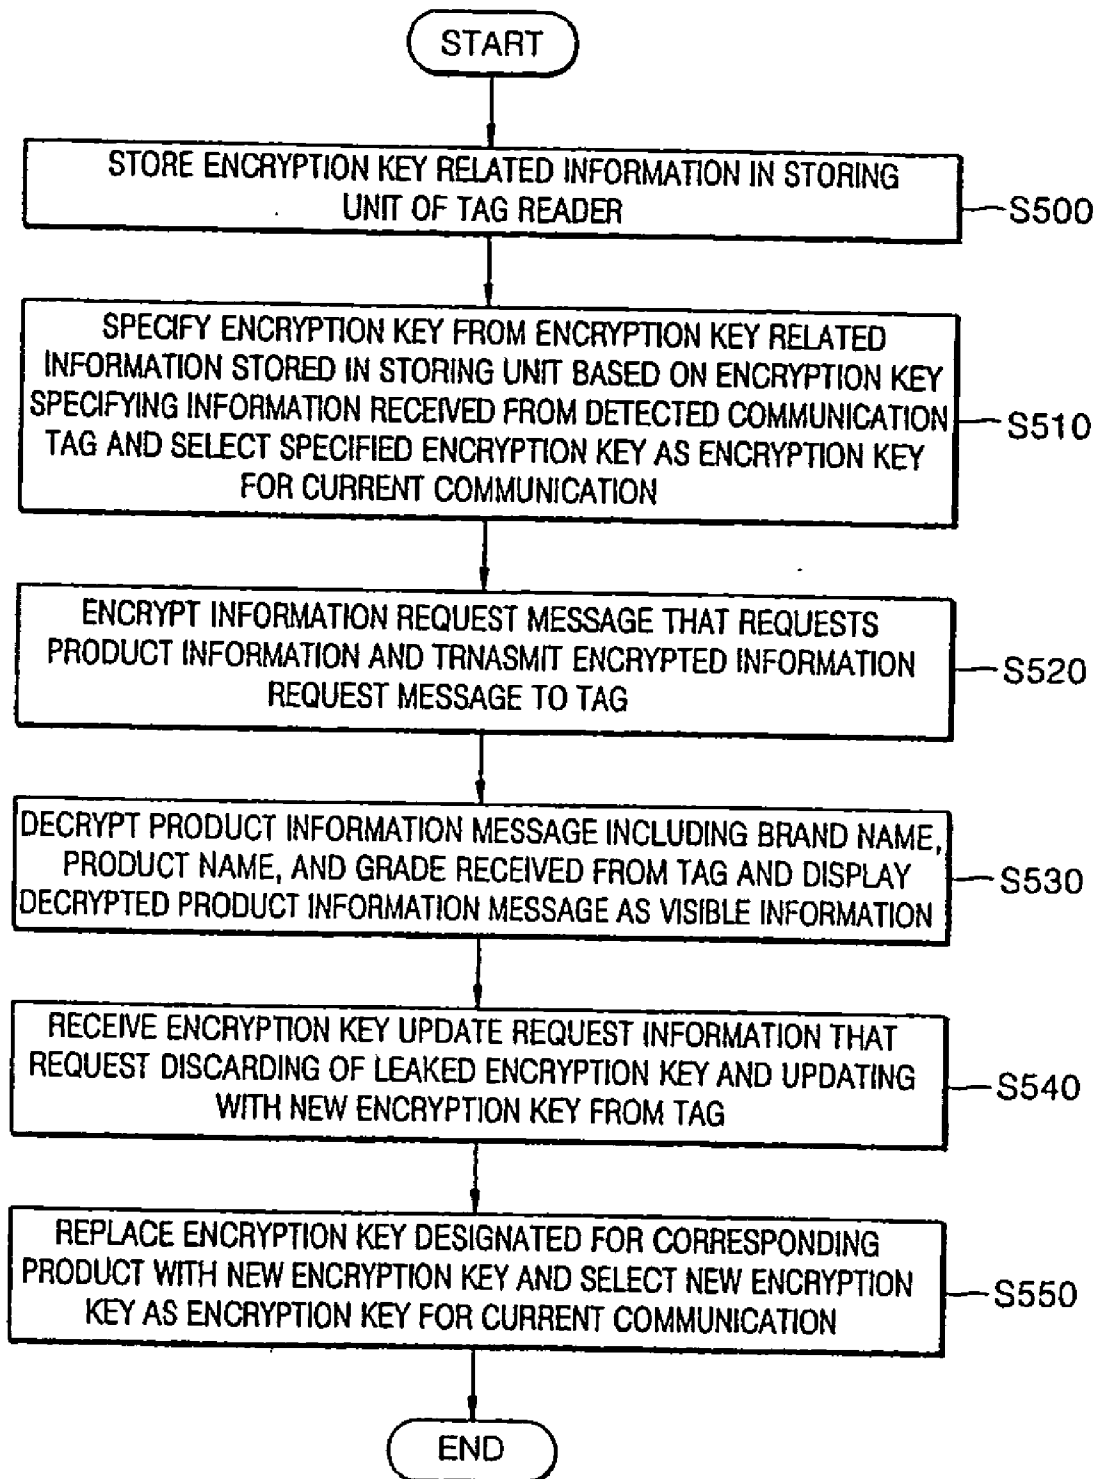 START
STORE ENCRYPTION KEY RELATED INFORMATION IN STORING
UNIT OF TAG READER
S500
SPECIFY ENCRYPTION KEY FROM ENCRYPTION KEY RELATED
INFORMATION STORED IN STORING UNIT BASED ON ENCRYPTION KEY
SPECIFYING INFORMATION RECEIVED FROM DETECTED COMMUNICATION
TAG AND SELECT SPECIFIED ENCRYPTION KEY AS ENCRYPTION KEY
FOR CURRENT COMMUNICATION
S510
ENCRYPT INFORMATION REQUEST MESSAGE THAT REQUESTS
PRODUCT INFORMATION AND TRNASMIT ENCRYPTED INFORMATION
REQUEST MESSAGE TO TAG
S520
DECRYPT PRODUCT INFORMATION MESSAGE INCLUDING BRAND NAME,
PRODUCT NAME, AND GRADE RECEIVED FROM TAG AND DISPLAY
DECRYPTED PRODUCT INFORMATION MESSAGE AS VISIBLE INFORMATION
S530
RECEIVE ENCRYPTION KEY UPDATE REQUEST INFORMATION THAT
REQUEST DISCARDING OF LEAKED ENCRYPTION KEY AND UPDATING
WITH NEW ENCRYPTION KEY FROM TAG
S540
REPLACE ENCRYPTION KEY DESIGNATED FOR CORRESPONDING
PRODUCT WITH NEW ENCRYPTION KEY AND SELECT NEW ENCRYPTION
KEY AS ENCRYPTION KEY FOR CURRENT COMMUNICATION
S550
END